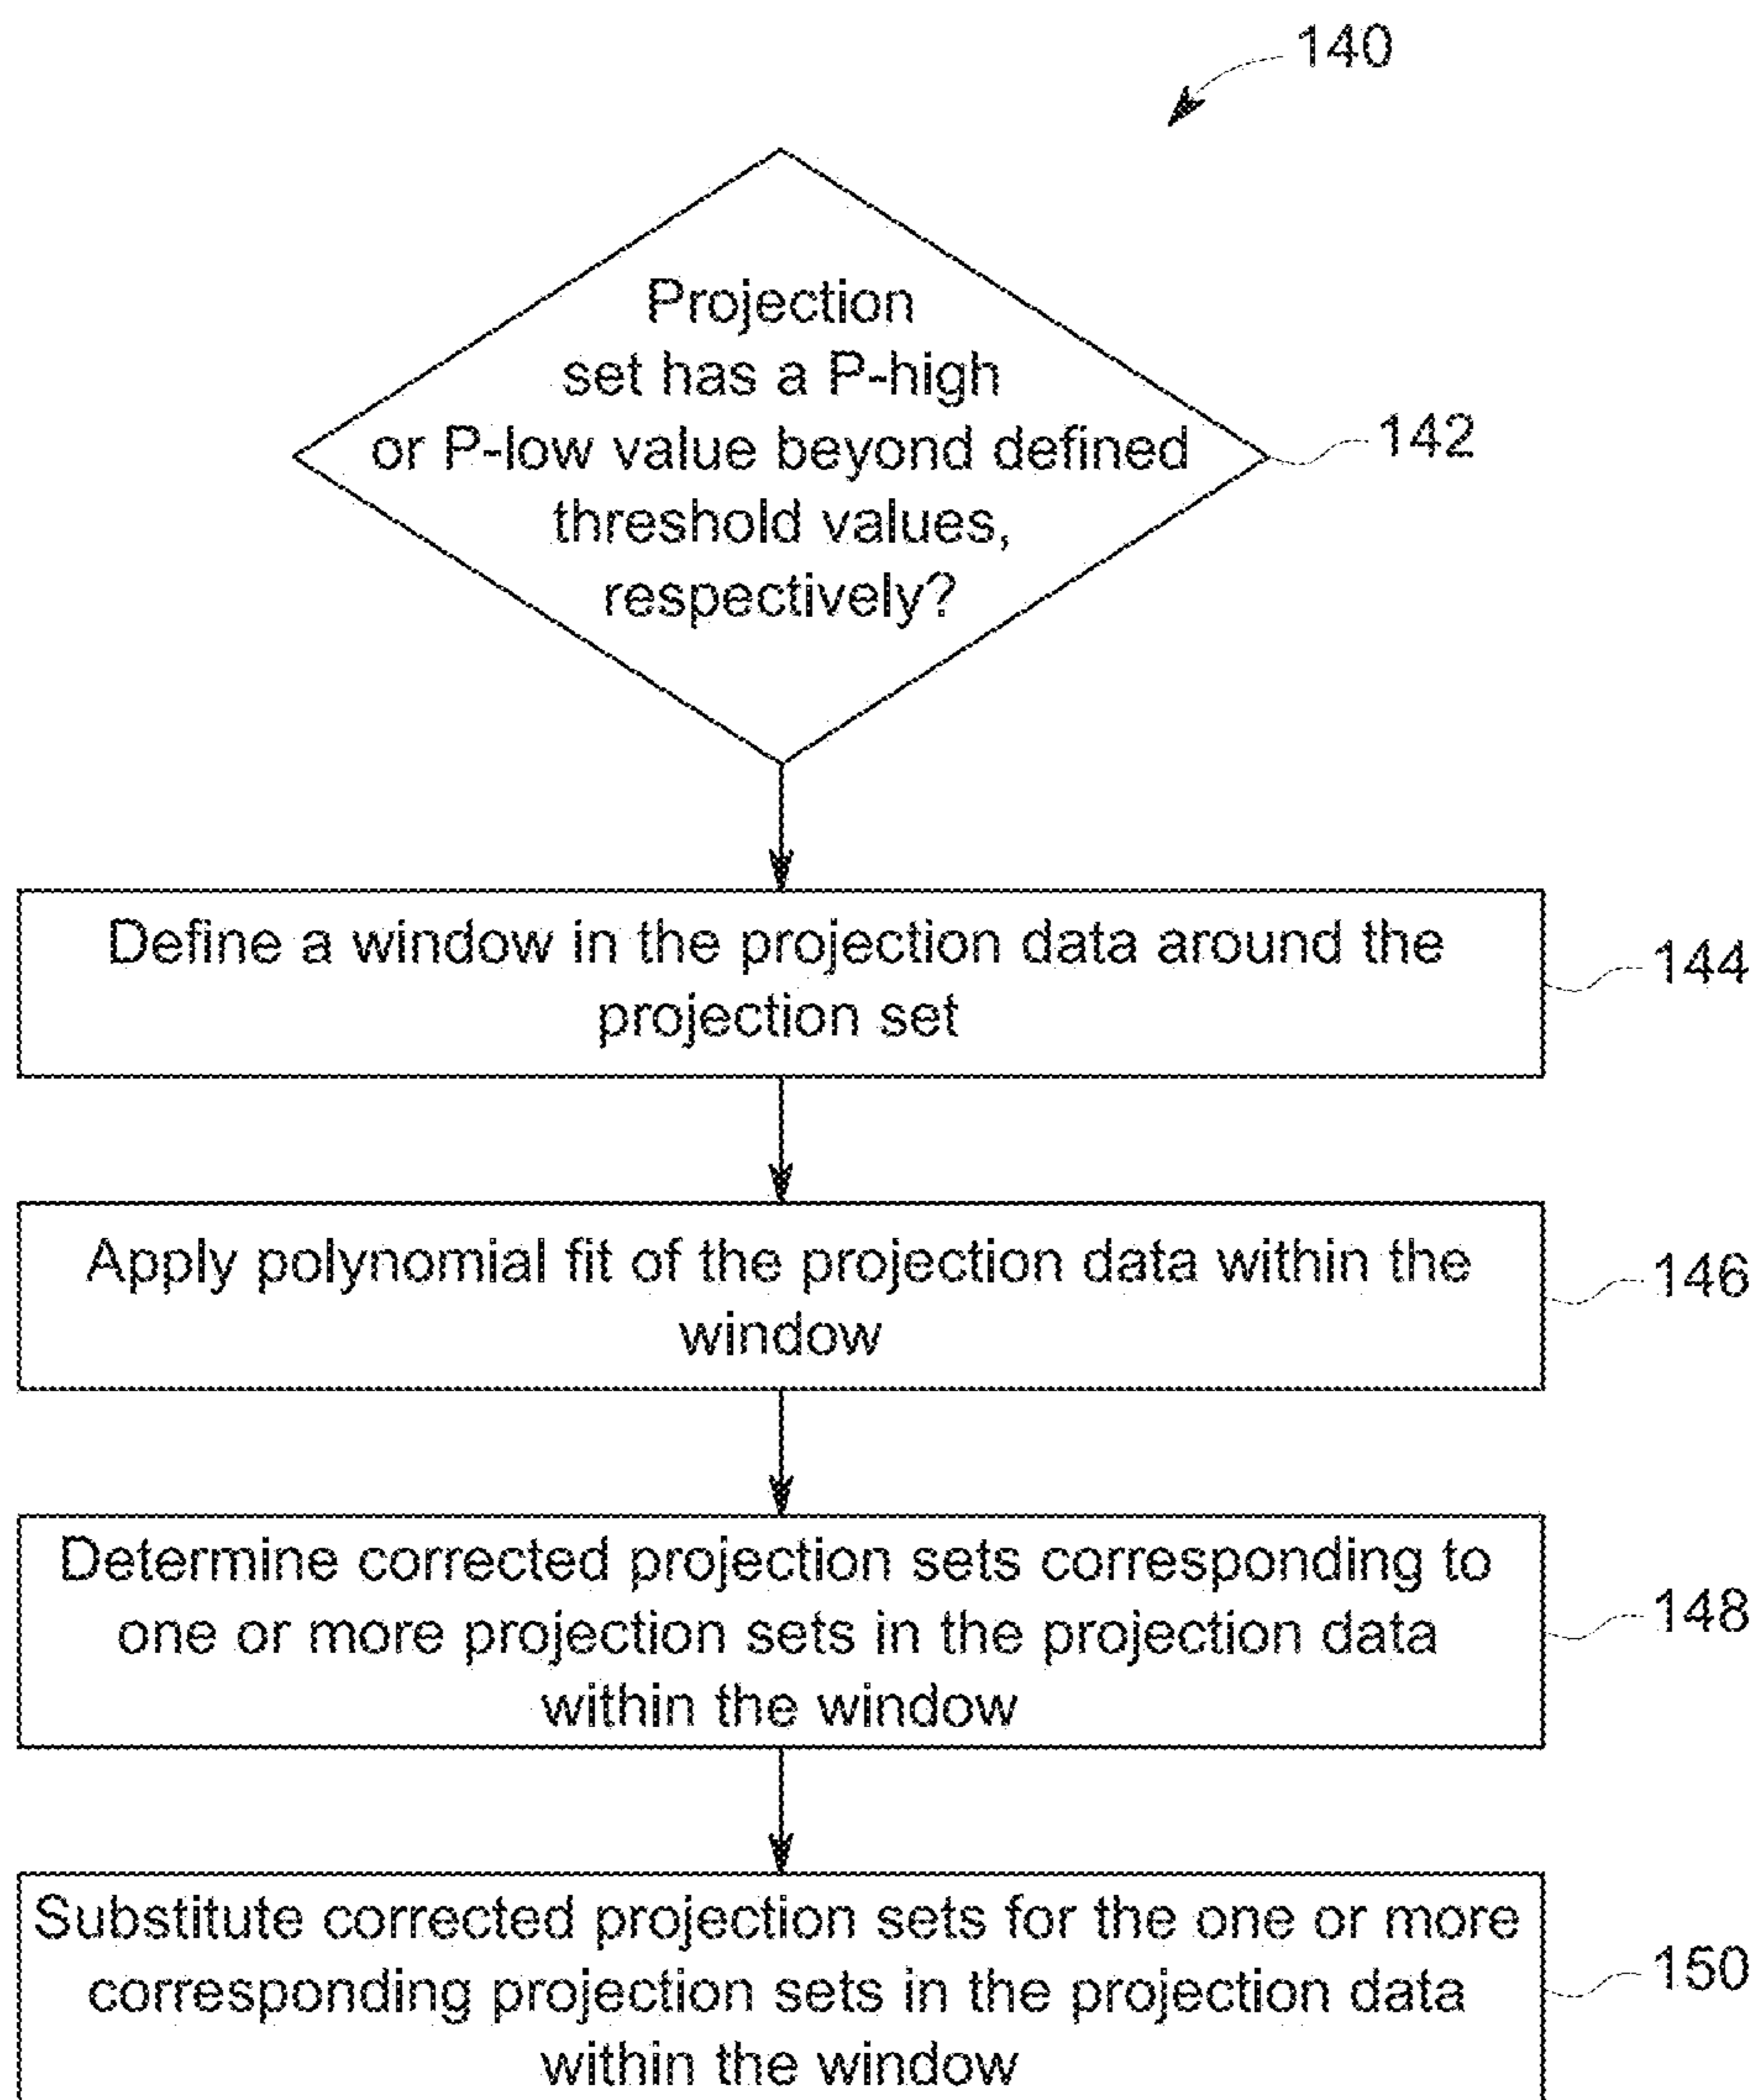 140
Projection
set has a P-high
or P-low value beyond defined
threshold values,
respectively?
142
Define a window in the projection data around the
projection set
144
Apply polynomial fit of the projection data within the
window
146
Determine corrected projection sets corresponding to
one or more projection sets in the projection data
within the window
148
Substitute corrected projection sets for the one or more
corresponding projection sets in the projection data
within the window
150